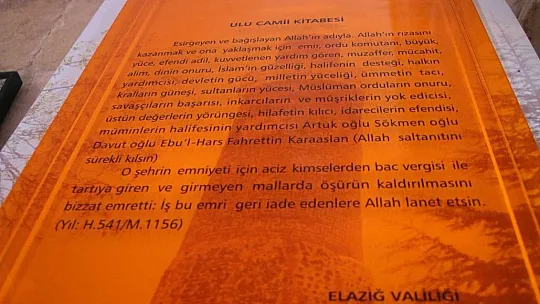 ULU CAMİİ KİTABESİ
Esirgeyen ve bağışlayan Allah'ın adıyla. Allah'ın rızasını
kazanmak ve ona yaklaşmak için emir, ordu komutanı, büyük,
yüce, efendi adil, kuvvetlenen yardım gören, muzaffer, mücahit,
alim, dinin onuru, İslam'ın güzelliği, halifenin desteği, halkın
yardımcısı, devletin gücü, milletin yüceliği, ümmetin tacı,
kralların güneşi, sultanların yücesi, Müslüman orduların onuru,
savaşçıların başarısı, inkarcıların ve müşriklerin yok edicisi,
üstün değerlerin yörüngesi, hilafetin kılıcı, idarecilerin efendisi,
müminlerin halifesinin yardımcısı Artuk oğlu Sökmen oğlu
Davut oğlu Ebu'l-Hars Fahrettin Karaaslan (Allah saltanıtını
sürekli kılsın)
O şehrin emniyeti için aciz kimselerden bac vergisi ile
tartıya giren ve girmeyen mallarda öşürün kaldırılmasını
bizzat emretti: İş bu emri geri iade edenlere Allah lanet etsin.
(Yıl: H.541/M.1156)
ELAZIĞ VALİLİĞİ